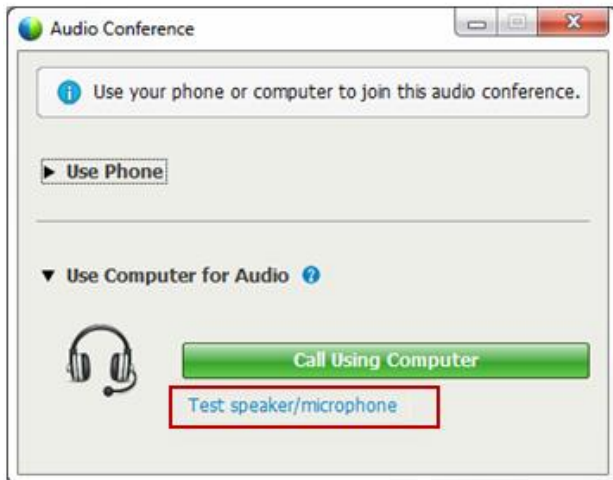 Audio Conference
Use your phone or computer to join this audio conference.
Use Phone
Use Computer for Audio
Call Using Computer
Test speaker/microphone